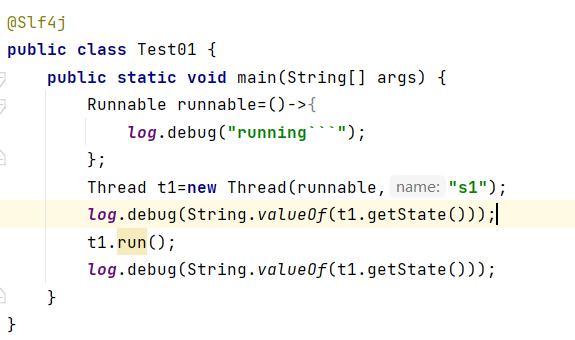 @Slf4j
public class Test01 {
    public static void main(String[] args) {
        Runnable runnable=()->{
            log.debug("running```");
        };
        Thread t1=new Thread(runnable, name: "s1");
        log.debug(String.valueOf(t1.getState()));
        t1.run();
        log.debug(String.valueOf(t1.getState()));
    }
}